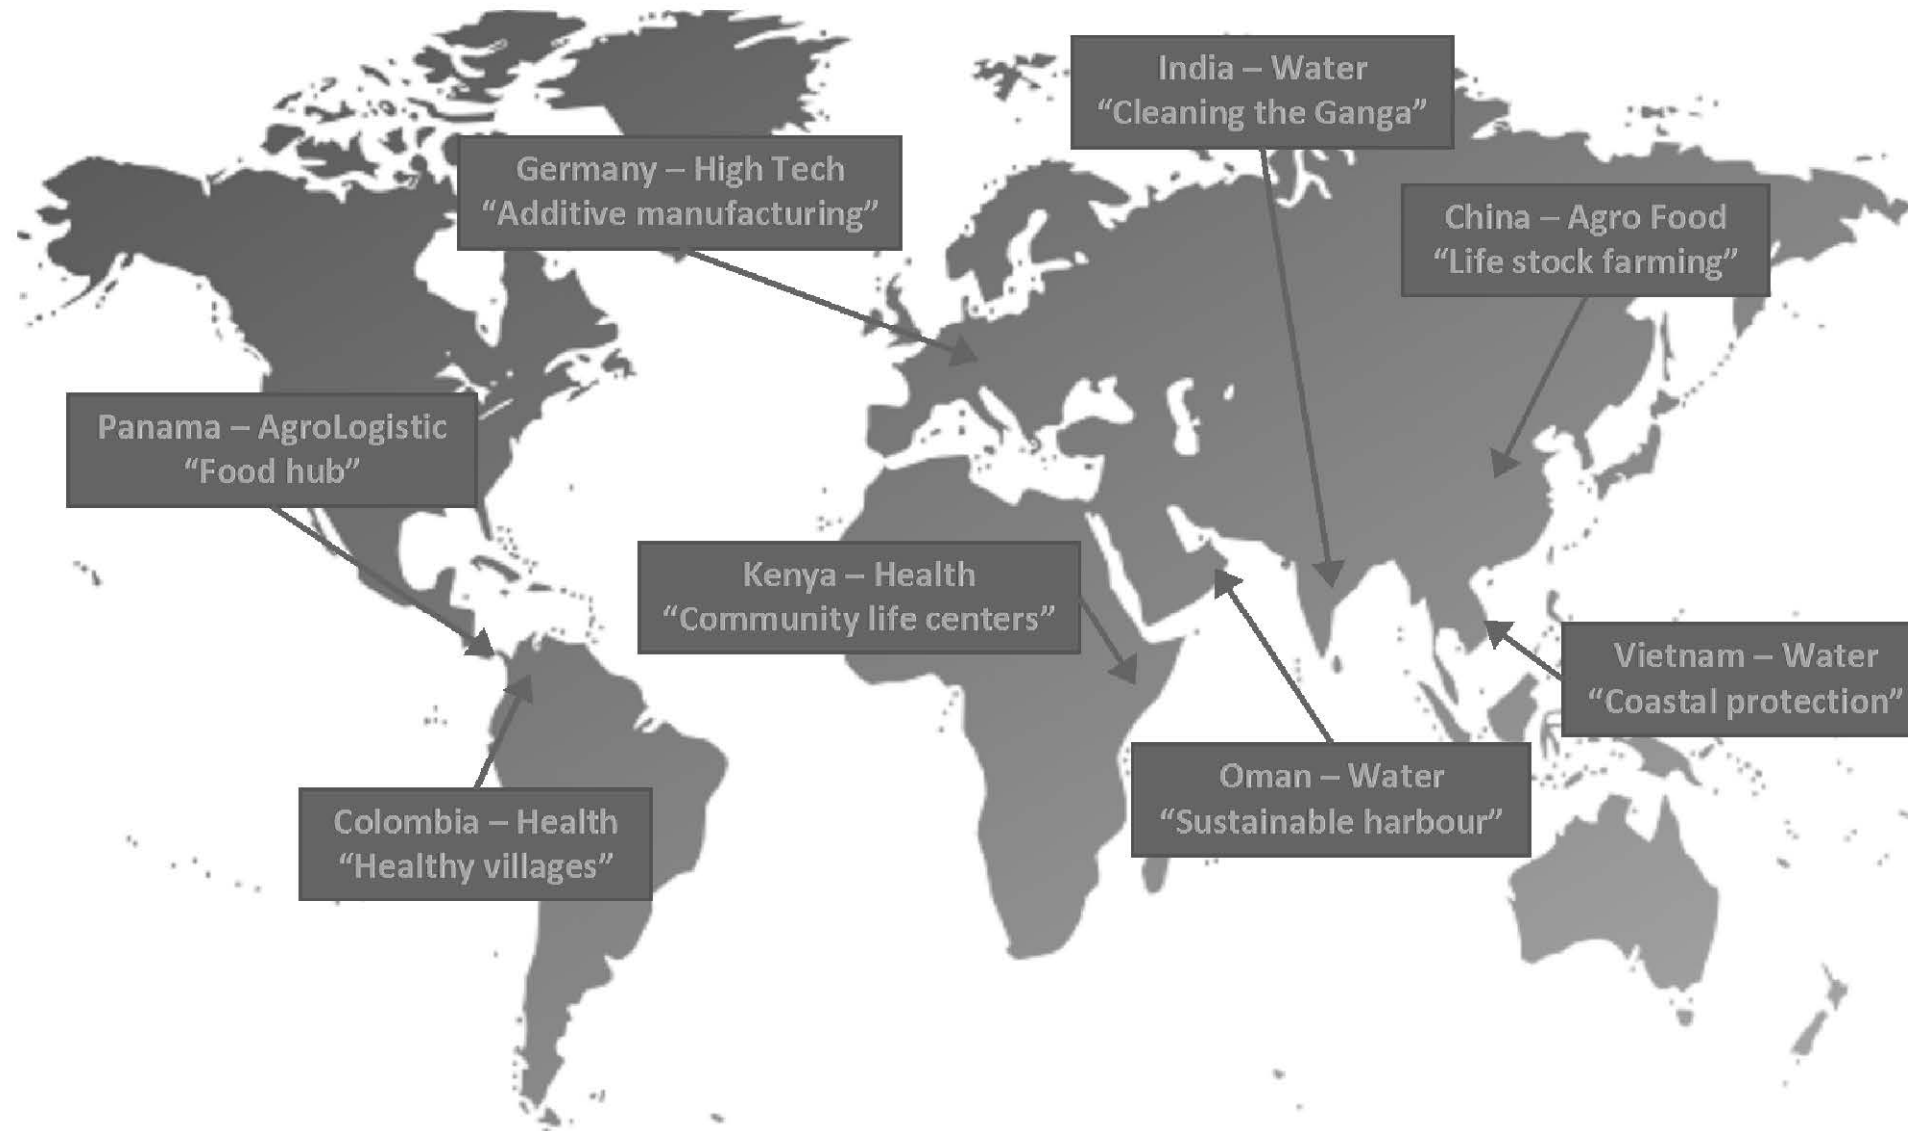 India – Water
“Cleaning the Ganga”
Germany – High Tech
“Additive manufacturing”
China – Agro Food
“Life stock farming”
Panama – AgroLogistic
“Food hub”
Kenya – Health
“Community life centers”
Vietnam – Water
“Coastal protection”
Oman – Water
“Sustainable harbour”
Colombia – Health
“Healthy villages”